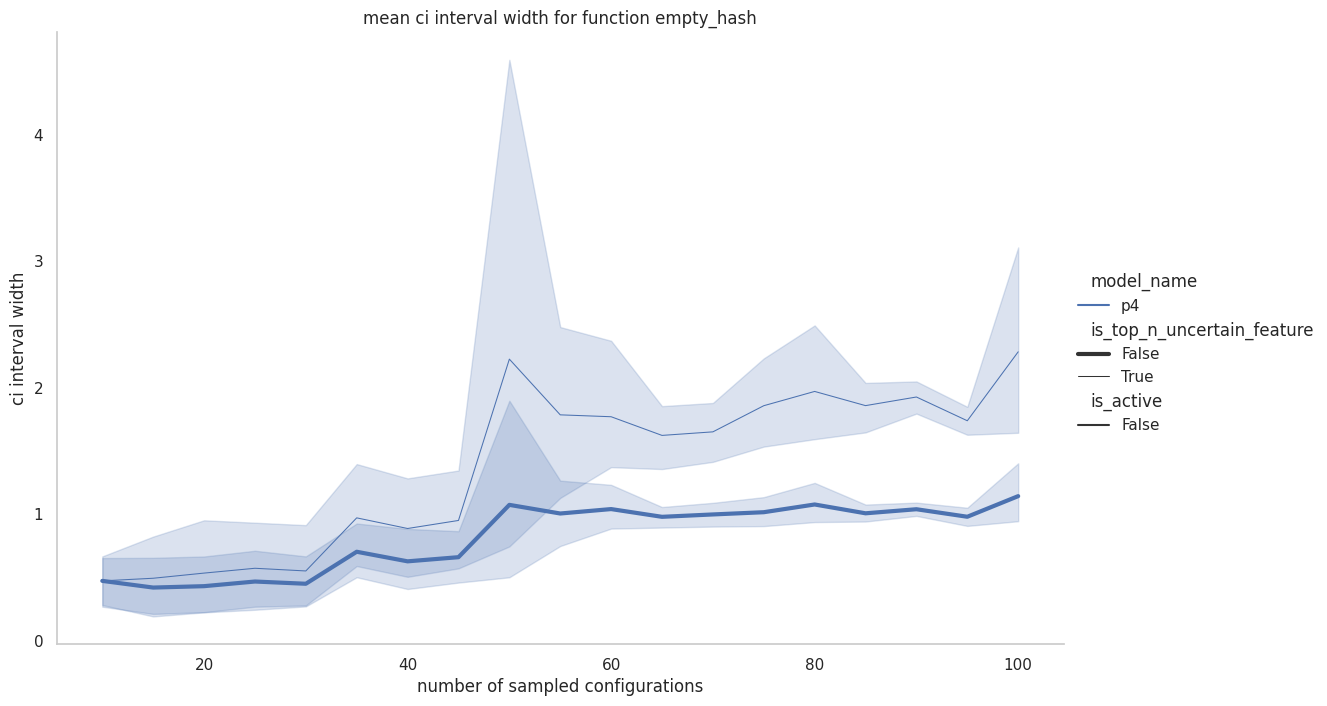 mean ci interval width for function empty_hash
ci interval width
4
3
2
1
0
20 40 60 80 100
number of sampled configurations
model_name
p4
is_top_n_uncertain_feature
False
True
is_active
False